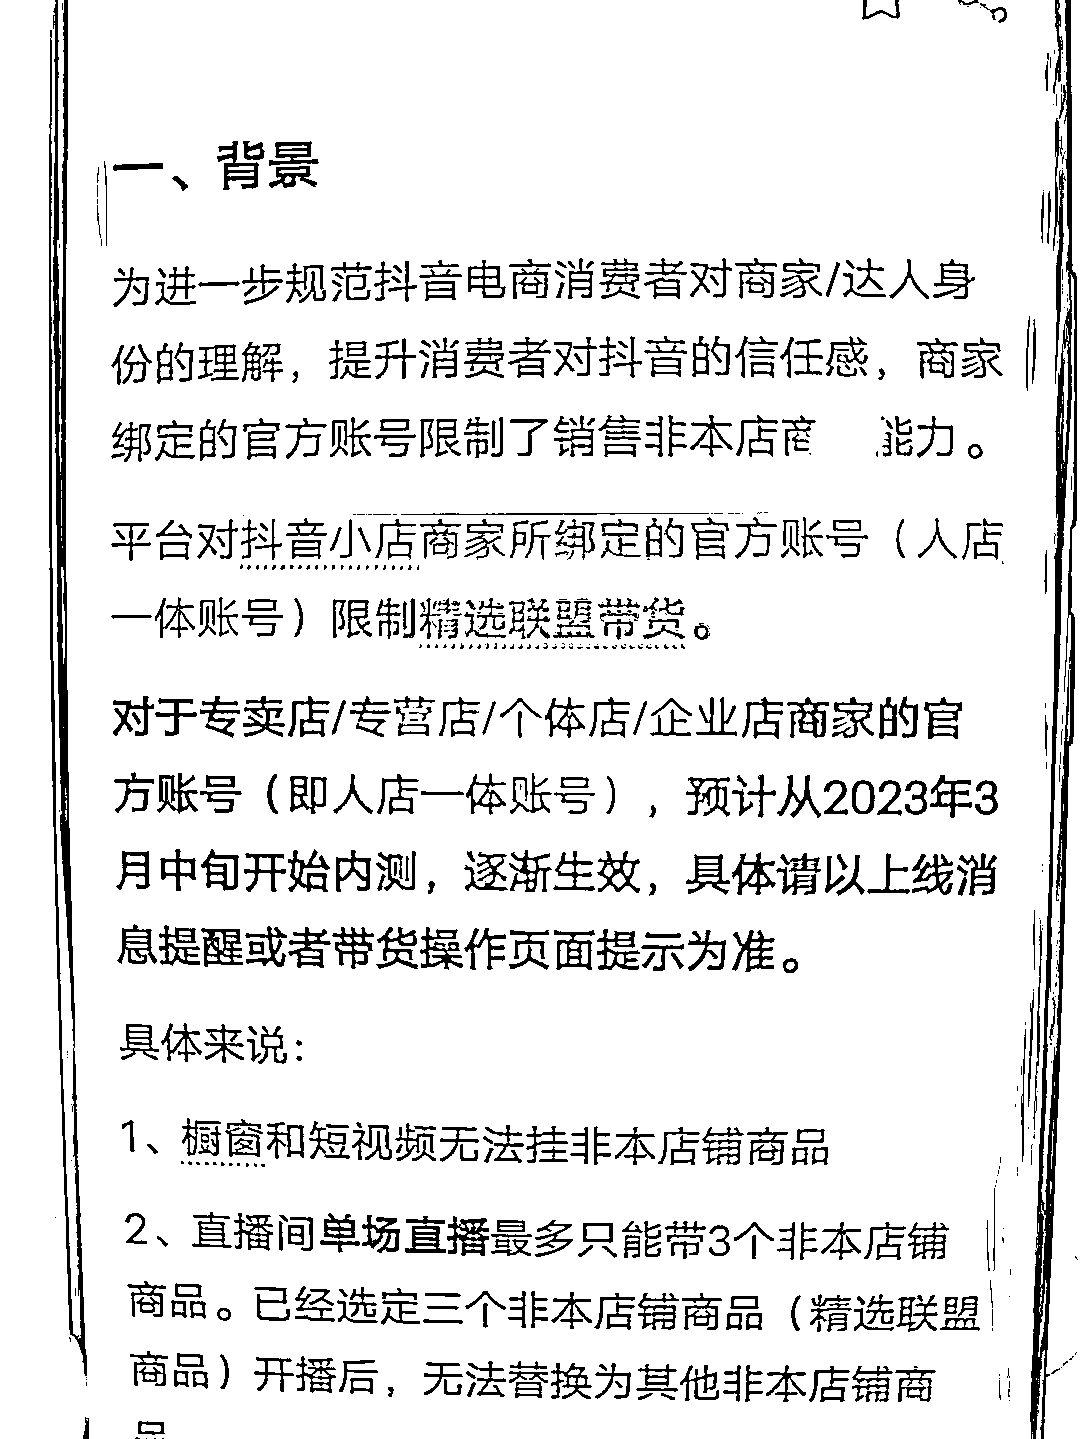 一、背景
为进一步规范抖音电商消费者对商家/达人身
份的理解，提升消费者对抖音的信任感，商家
绑定的官方账号限制了销售非本店商 能力。
平台对抖音小店商家所绑定的官方账号（人店
一体账号）限制精选联盟带货。
对于专卖店/专营店/个体店/企业店商家的官
方账号（即人店一体账号），预计从2023年3
月中旬开始内测，逐渐生效，具体请以上线消
息提醒或者带货操作页面提示为准。
具体来说：
1、橱窗和短视频无法挂非本店铺商品
2、直播间单场直播最多只能带3个非本店铺
商品。已经选定三个非本店铺商品（精选联盟
商品）开播后，无法替换为其他非本店铺商